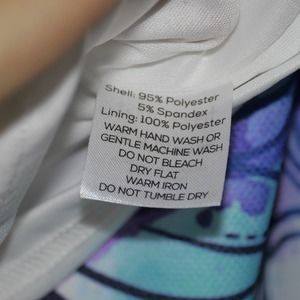 Shell: 95% Polyester
5% Spandex
Lining: 100% Polyester
WARM HAND WASH OR
GENTLE MACHINE WASH
DO NOT BLEACH
DRY FLAT
WARM IRON
DO NOT TUMBLE DRY